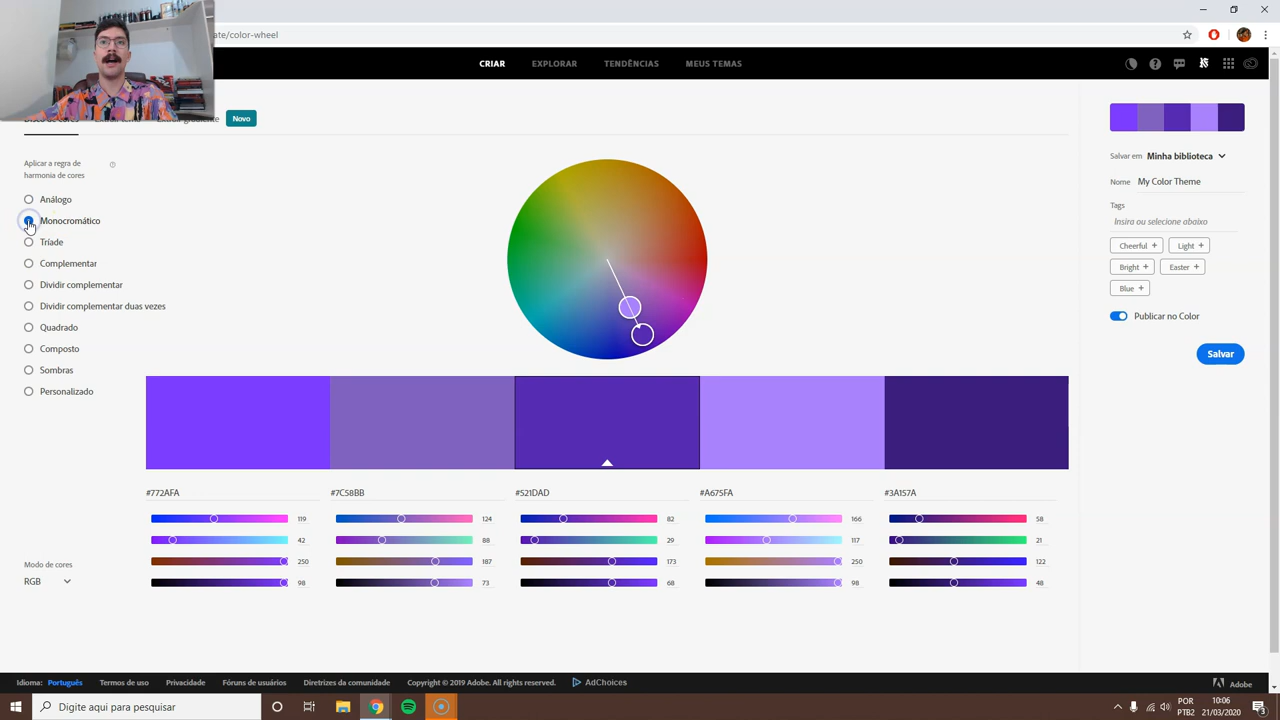 ate/color-wheel
CRIAR
EXPLORAR
TENDÊNCIAS
MEUS TEMAS
Novo
Aplicar a regra de
harmonia de cores
Análogo
Monocromático
Tríade
Complementar
Dividir complementar
Dividir complementar duas vezes
Quadrado
Composto
Sombras
Personalizado
Salvar em Minha biblioteca
Nome My Color Theme
Tags
Insira ou selecione abaixo
Cheerful +
Light +
Bright +
Easter +
Blue +
Publicar no Color
Salvar
#772AFA
#7C58BB
#521DAD
#A675FA
#3A157A
119 124 82 166 58
42 88 29 117 21
250 187 173 250 122
98 73 68 98 48
Modo de cores
RGB
Idioma: Português Termos de uso Privacidade Fóruns de usuários Diretrizes da comunidade Copyright © 2019 Adobe. All rights reserved. AdChoices Adobe
Digite aqui para pesquisar
POR
PTB2
10:06
21/03/2020
3